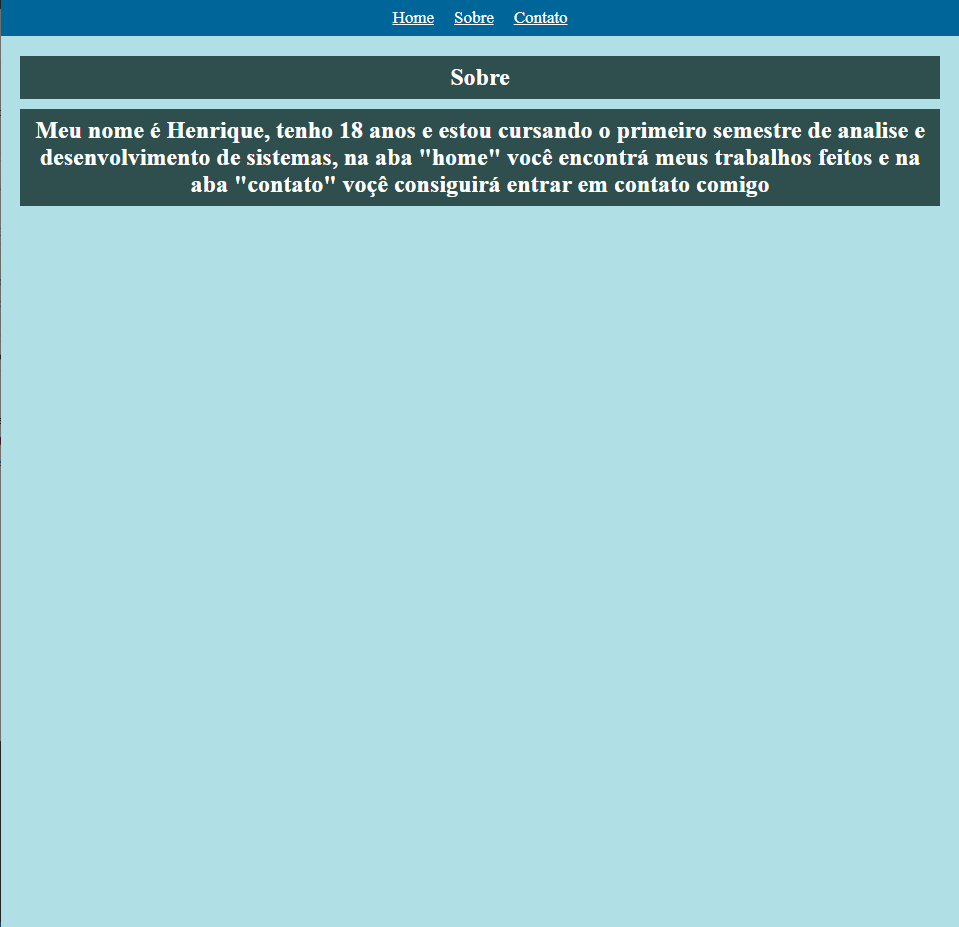 Home Sobre Contato
Sobre
Meu nome é Henrique, tenho 18 anos e estou cursando o primeiro semestre de analise e
desenvolvimento de sistemas, na aba "home" você encontrá meus trabalhos feitos e na
aba "contato" voçê consiguirá entrar em contato comigo